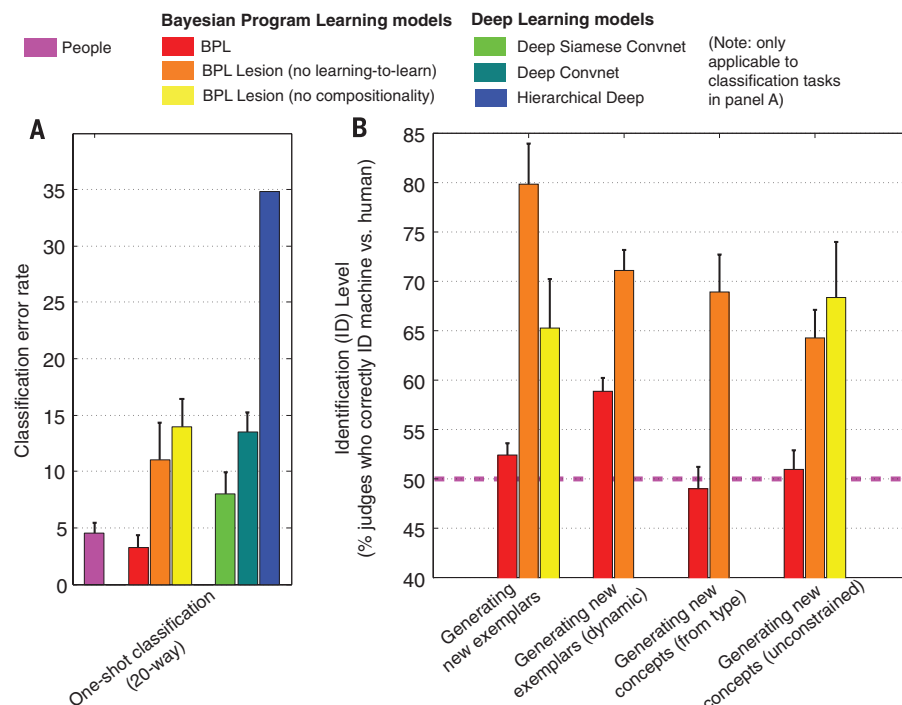 Bayesian Program Learning models
Deep Learning models
People
BPL
BPL Lesion (no learning-to-learn)
BPL Lesion (no compositionality)
Deep Siamese Convnet
Deep Convnet
Hierarchical Deep
(Note: only
applicable to
classification tasks
in panel A)
A
Classification error rate
35
30
25
20
15
10
5
0
One-shot classification
(20-way)
B
Identification (ID) Level
(% judges who correctly ID machine vs. human)
85
80
75
70
65
60
55
50
45
40
Generating
new exemplars
Generating new
exemplars (dynamic)
Generating new
concepts (from type)
Generating new
concepts (unconstrained)